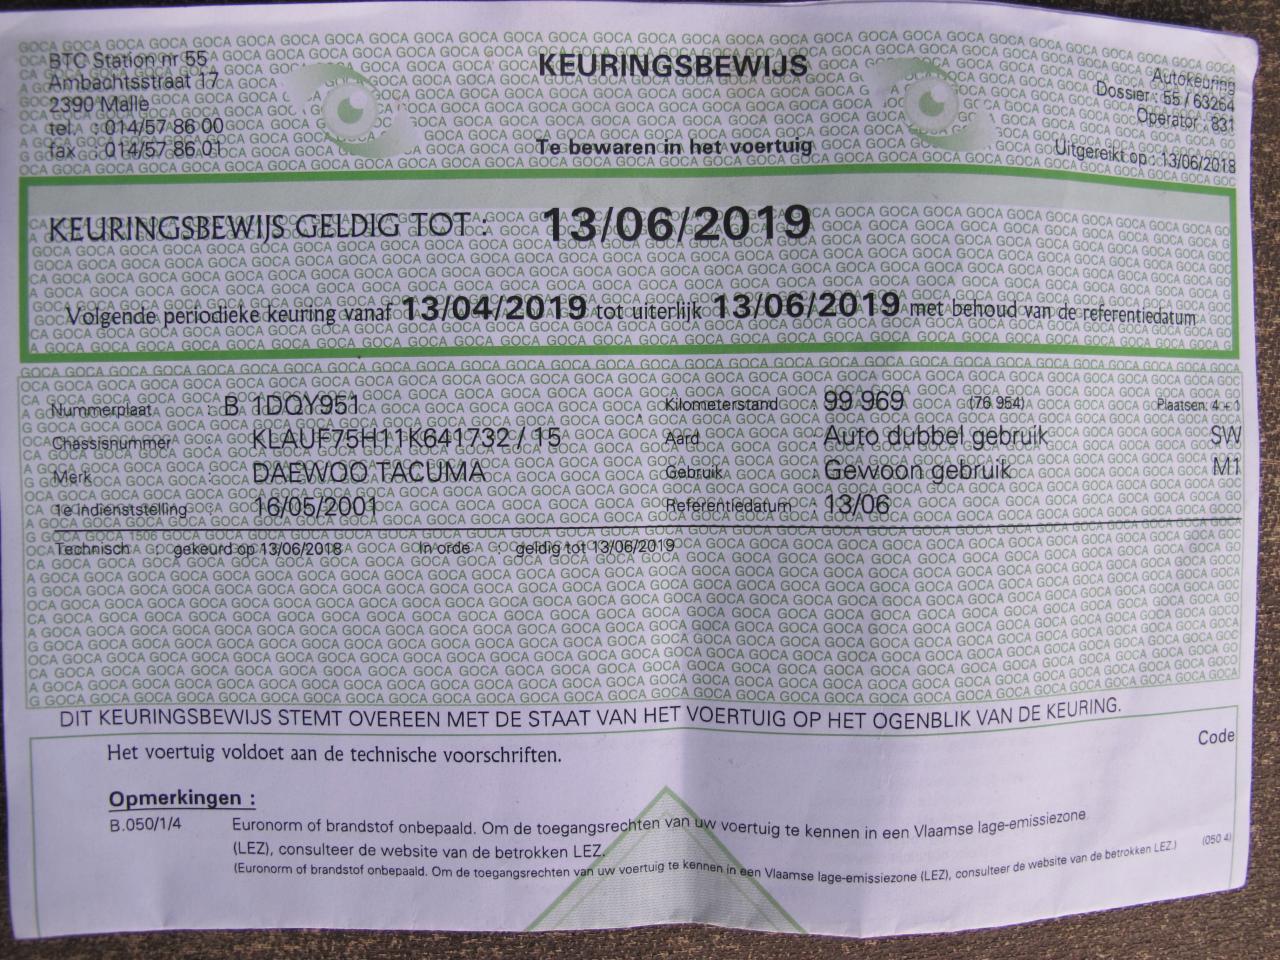 BTC Station nr 55
Ambachtsstraat 17
2390 Malle
tel. : 014/57 86 00
fax : 014/57 86 01
KEURINGSBEWIJS
Te bewaren in het voertuig
Autokeuring
Dossier : 55 / 63264
Operator : 831
Uitgereikt op : 13/06/2018
KEURINGSBEWIJS GELDIG TOT : 13/06/2019
Volgende periodieke keuring vanaf 13/04/2019 tot uiterlijk 13/06/2019 met behoud van de referentiedatum
Nummerplaat : B 1DQY951 Kilometerstand 99 969 (76 954) Plaatsen: 4 + 1
Chassisnummer : KLAUF75H11K641732 / 15 Aard Auto dubbel gebruik SW
Merk : DAEWOO TACUMA Gebruik Gewoon gebruik M1
1e indienststelling 16/05/2001 Referentiedatum 13/06
Technisch : gekeurd op 13/06/2018 In orde : geldig tot 13/06/2019
DIT KEURINGSBEWIJS STEMT OVEREEN MET DE STAAT VAN HET VOERTUIG OP HET OGENBLIK VAN DE KEURING.
Het voertuig voldoet aan de technische voorschriften.
Code
Opmerkingen :
B.050/1/4 Euronorm of brandstof onbepaald. Om de toegangsrechten van uw voertuig te kennen in een Vlaamse lage-emissiezone
(LEZ), consulteer de website van de betrokken LEZ.
(Euronorm of brandstof onbepaald. Om de toegangsrechten van uw voertuig te kennen in een Vlaamse lage-emissiezone (LEZ), consulteer de website van de betrokken LEZ.) (050 4)